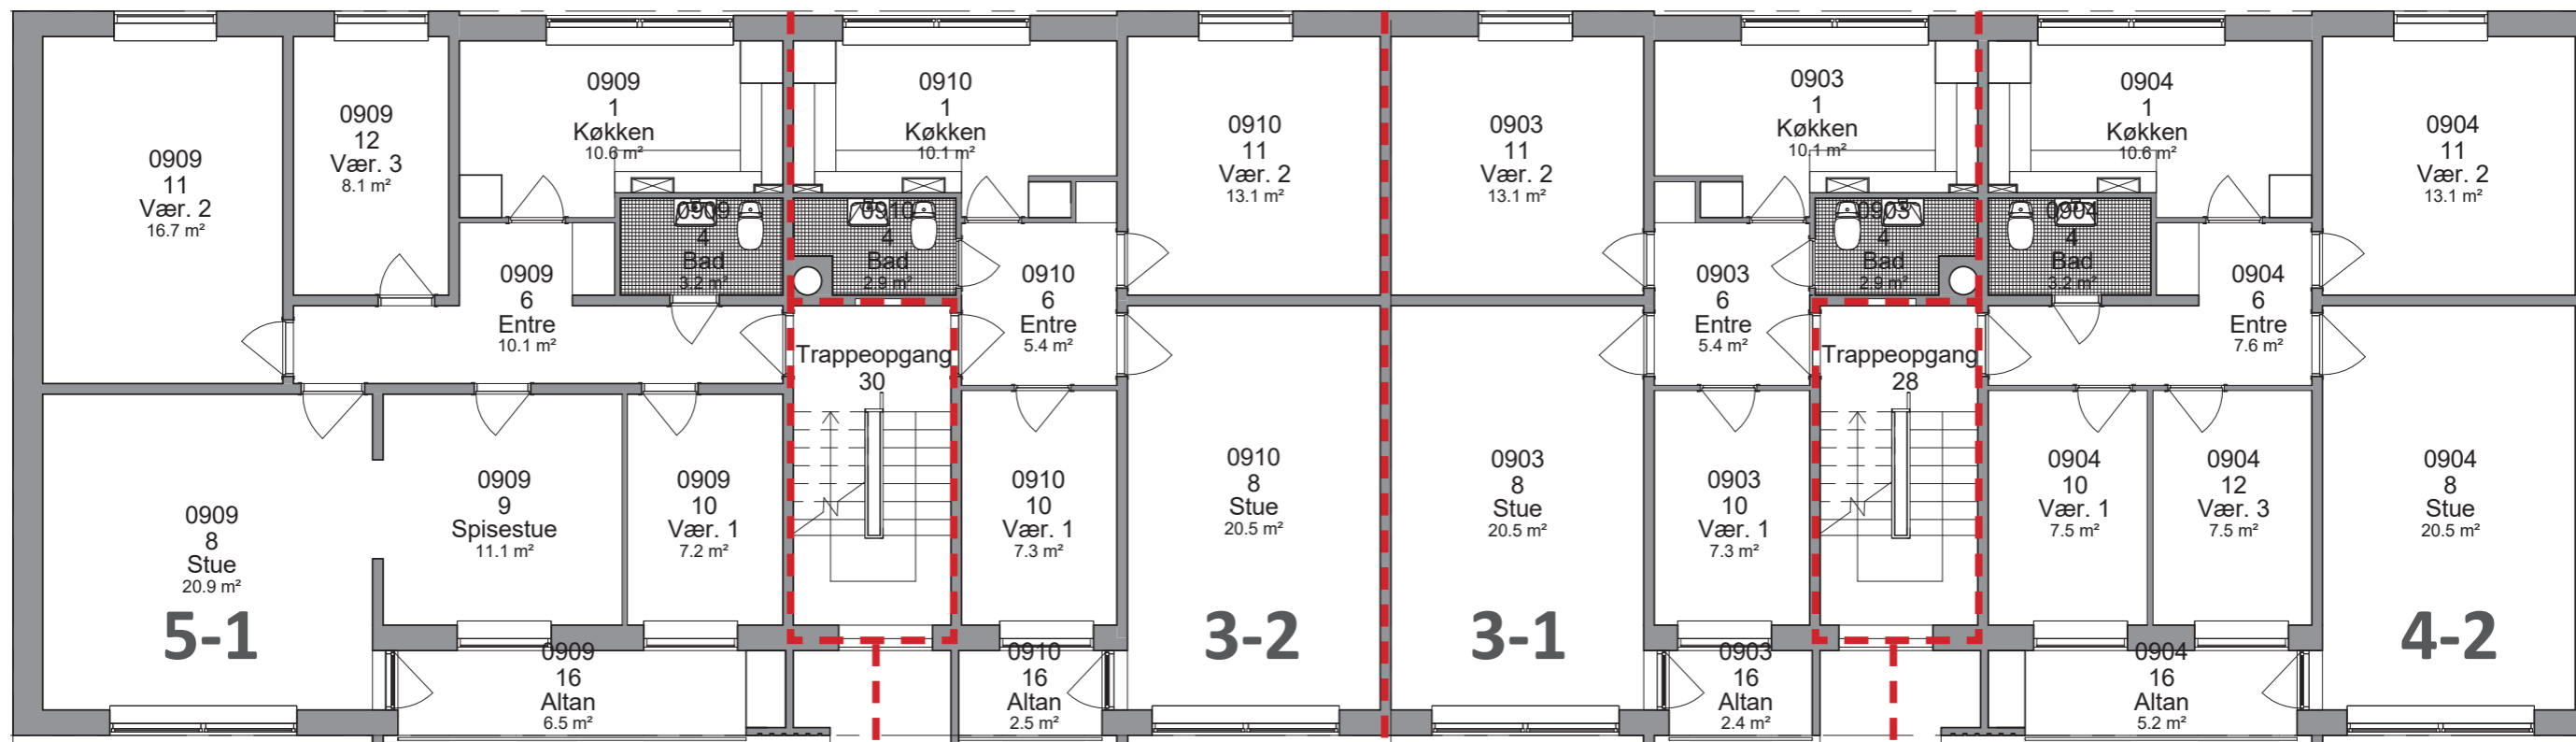 0909
11
Vær. 2
16.7 m²
0909
12
Vær. 3
8.1 m²
0909
1
Køkken
10.6 m²
0910
1
Køkken
10.1 m²
0910
11
Vær. 2
13.1 m²
0903
11
Vær. 2
13.1 m²
0903
1
Køkken
10.1 m²
0904
1
Køkken
10.6 m²
0904
11
Vær. 2
13.1 m²
0909
4
Bad
3.2 m²
0910
4
Bad
2.9 m²
0903
4
Bad
2.9 m²
0904
4
Bad
3.2 m²
0909
6
Entre
10.1 m²
0910
6
Entre
5.4 m²
0903
6
Entre
5.4 m²
0904
6
Entre
7.6 m²
Trappeopgang
30
Trappeopgang
28
0909
8
Stue
20.9 m²
0909
9
Spisestue
11.1 m²
0909
10
Vær. 1
7.2 m²
0910
10
Vær. 1
7.3 m²
0910
8
Stue
20.5 m²
0903
8
Stue
20.5 m²
0903
10
Vær. 1
7.3 m²
0904
10
Vær. 1
7.5 m²
0904
12
Vær. 3
7.5 m²
0904
8
Stue
20.5 m²
5-1
3-2
3-1
4-2
0909
16
Altan
6.5 m²
0910
16
Altan
2.5 m²
0903
16
Altan
2.4 m²
0904
16
Altan
5.2 m²